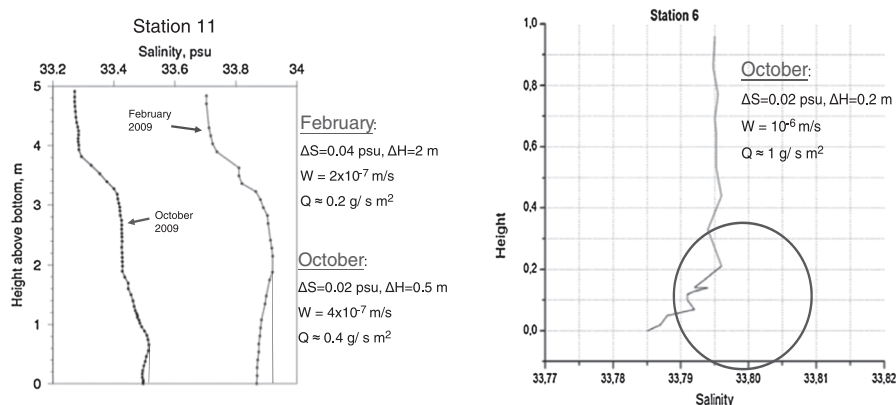 Station 11
Salinity, psu
33.2 33.4 33.6 33.8 34
5
4
3
2
1
0
Height above bottom, m
February
2009
October
2009
February:
ΔS=0.04 psu, ΔH=2 m
W = 2x10⁻⁷ m/s
Q ≈ 0.2 g/ s m²
October:
ΔS=0.02 psu, ΔH=0.5 m
W = 4x10⁻⁷ m/s
Q ≈ 0.4 g/ s m²
Station 6
1,0
0,8
0,6
0,4
0,2
0,0
Height
October:
ΔS=0.02 psu, ΔH=0.2 m
W = 10⁻⁶ m/s
Q ≈ 1 g/ s m²
33,77 33,78 33,79 33,80 33,81 33,82
Salinity